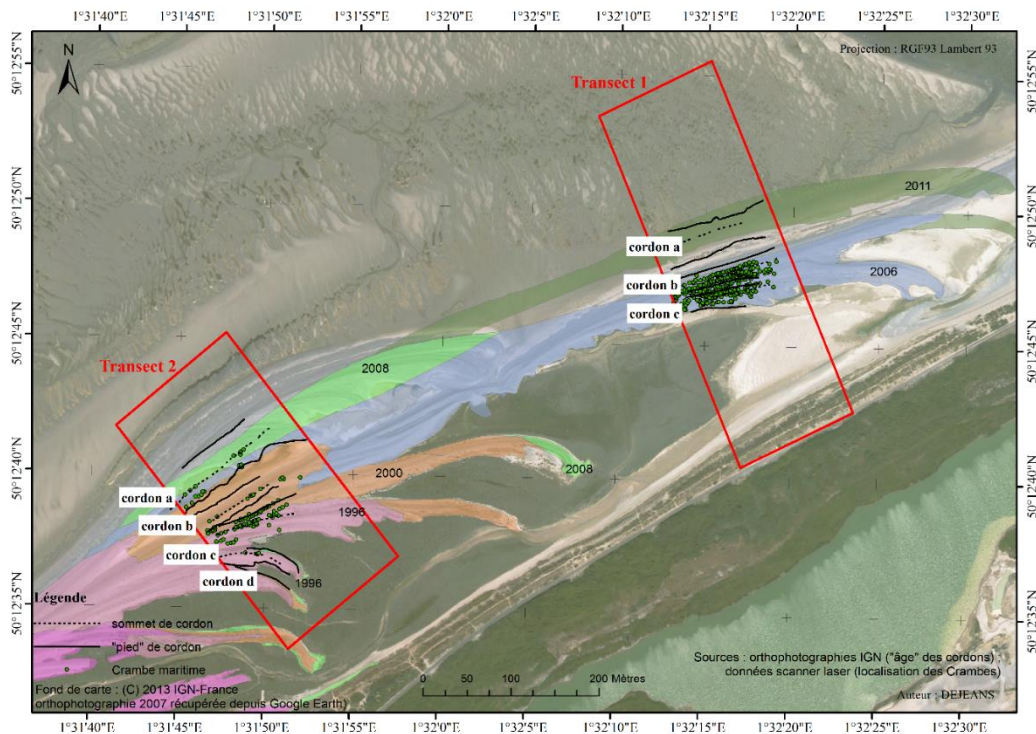 1°31'40"E 1°31'45"E 1°31'50"E 1°31'55"E 1°32'0"E 1°32'5"E 1°32'10"E 1°32'15"E 1°32'20"E 1°32'25"E 1°32'30"E
Projection : RGF93 Lambert 93
N
50°12'55"N
50°12'55"N
Transect 1
50°12'50"N
2011
50°12'50"N
cordon a
2006
cordon b
cordon c
50°12'45"N
50°12'45"N
Transect 2
2008
50°12'40"N
2000
2008
50°12'40"N
cordon a
1996
cordon b
cordon c
cordon d
1996
50°12'35"N
50°12'35"N
Légende
sommet de cordon
"pied" de cordon
Crambe maritime
Fond de carte : (C) 2013 IGN-France
orthophotographie 2007 récupérée depuis Google Earth)
0 50 100 200 Mètres
Sources : orthophotographies IGN ("âge" des cordons) ;
données scanner laser (localisation des Crambes)
Auteur : DEJEANS
1°31'40"E 1°31'45"E 1°31'50"E 1°31'55"E 1°32'0"E 1°32'5"E 1°32'10"E 1°32'15"E 1°32'20"E 1°32'25"E 1°32'30"E